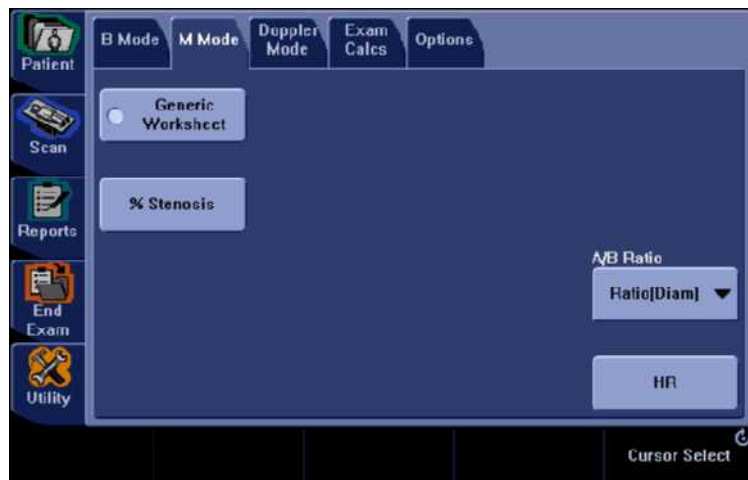 Patient
Scan
Reports
End
Exam
Utility
B Mode
M Mode
Doppler
Mode
Exam
Calcs
Options
Generic
Worksheet
% Stenosis
A/B Ratio
Ratio[Diam]
HR
Cursor Select